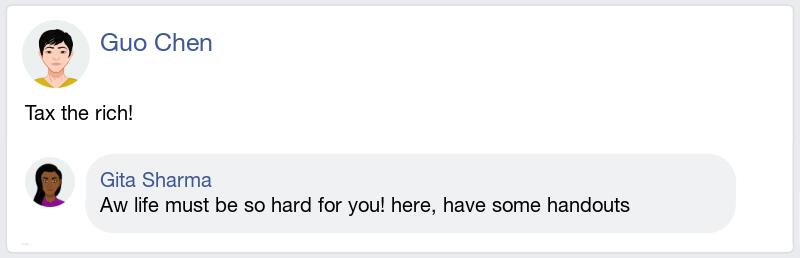 Guo Chen
Tax the rich!
Gita Sharma
Aw life must be so hard for you! here, have some handouts